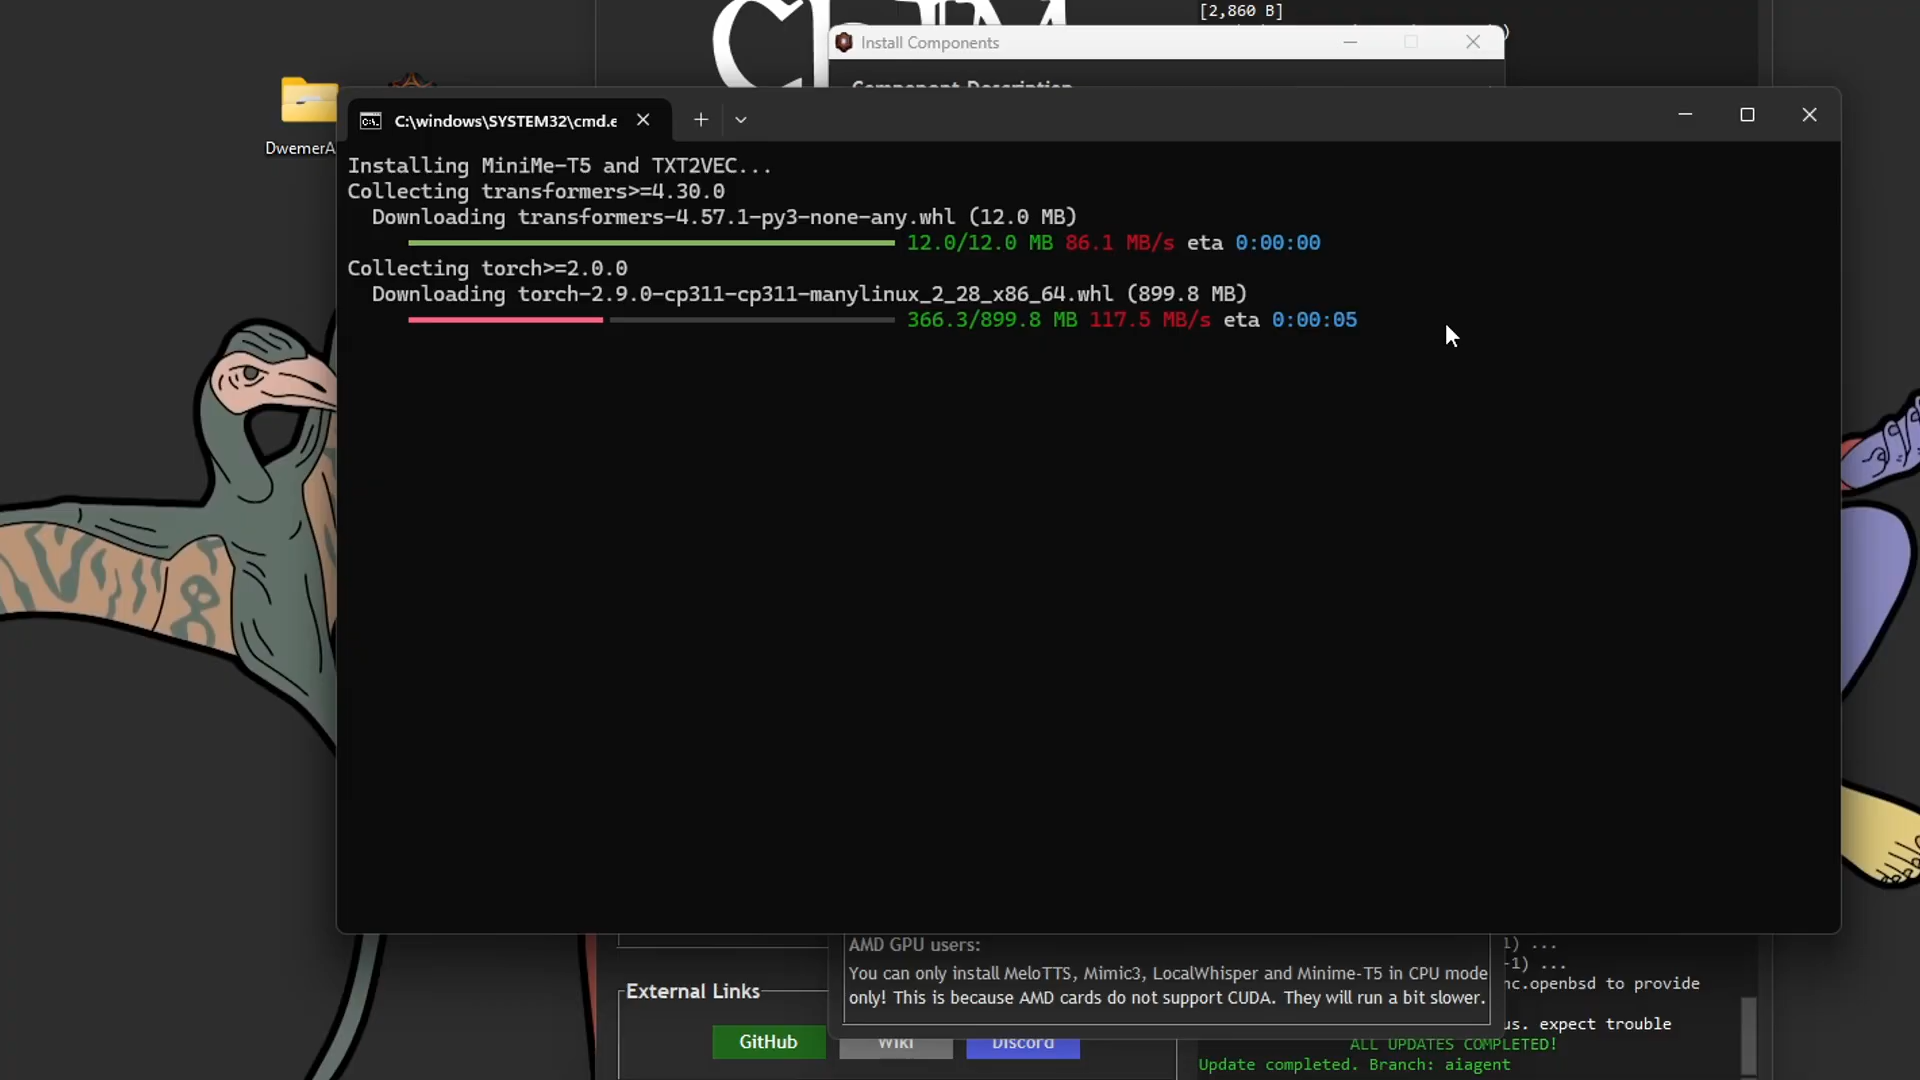 [2,860 B]
CHIM
Install Components
Component Description
DwemerA
C:\windows\SYSTEM32\cmd.e
Installing MiniMe-T5 and TXT2VEC...
Collecting transformers>=4.30.0
Downloading transformers-4.57.1-py3-none-any.whl (12.0 MB)
12.0/12.0 MB 86.1 MB/s eta 0:00:00
Collecting torch>=2.0.0
Downloading torch-2.9.0-cp311-cp311-manylinux_2_28_x86_64.whl (899.8 MB)
366.3/899.8 MB 117.5 MB/s eta 0:00:05
AMD GPU users:
You can only install MeloTTS, Mimic3, LocalWhisper and Minime-T5 in CPU mode
only! This is because AMD cards do not support CUDA. They will run a bit slower.
External Links
GitHub
Wiki
Discord
1) ...
-1) ...
nc.openbsd to provide
us. expect trouble
ALL UPDATES COMPLETED!
Update completed. Branch: aiagent